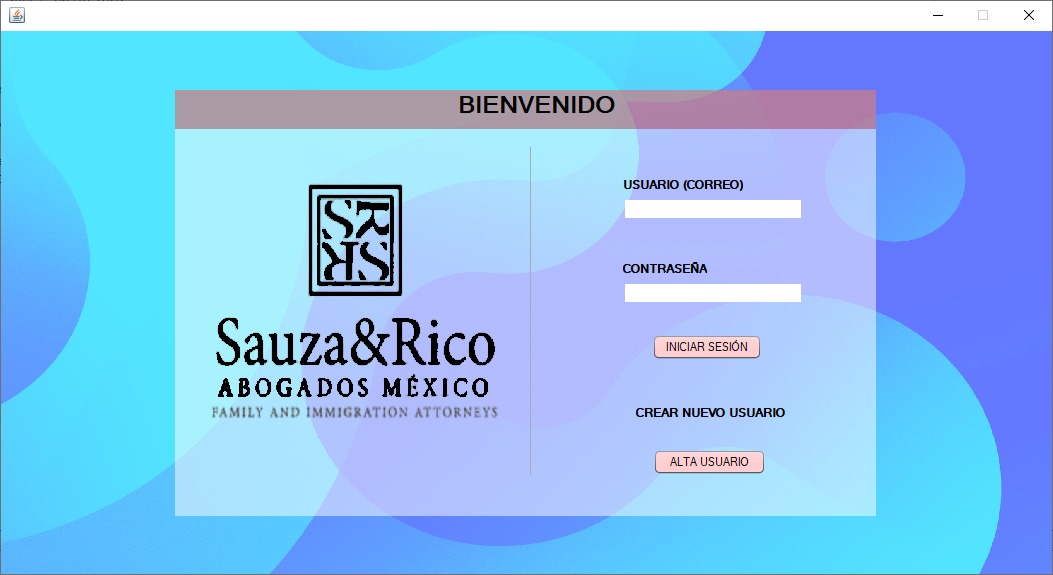 BIENVENIDO
SR
RS
Sauza&Rico
ABOGADOS MÉXICO
FAMILY AND IMMIGRATION ATTORNEYS
USUARIO (CORREO)
CONTRASEÑA
INICIAR SESIÓN
CREAR NUEVO USUARIO
ALTA USUARIO